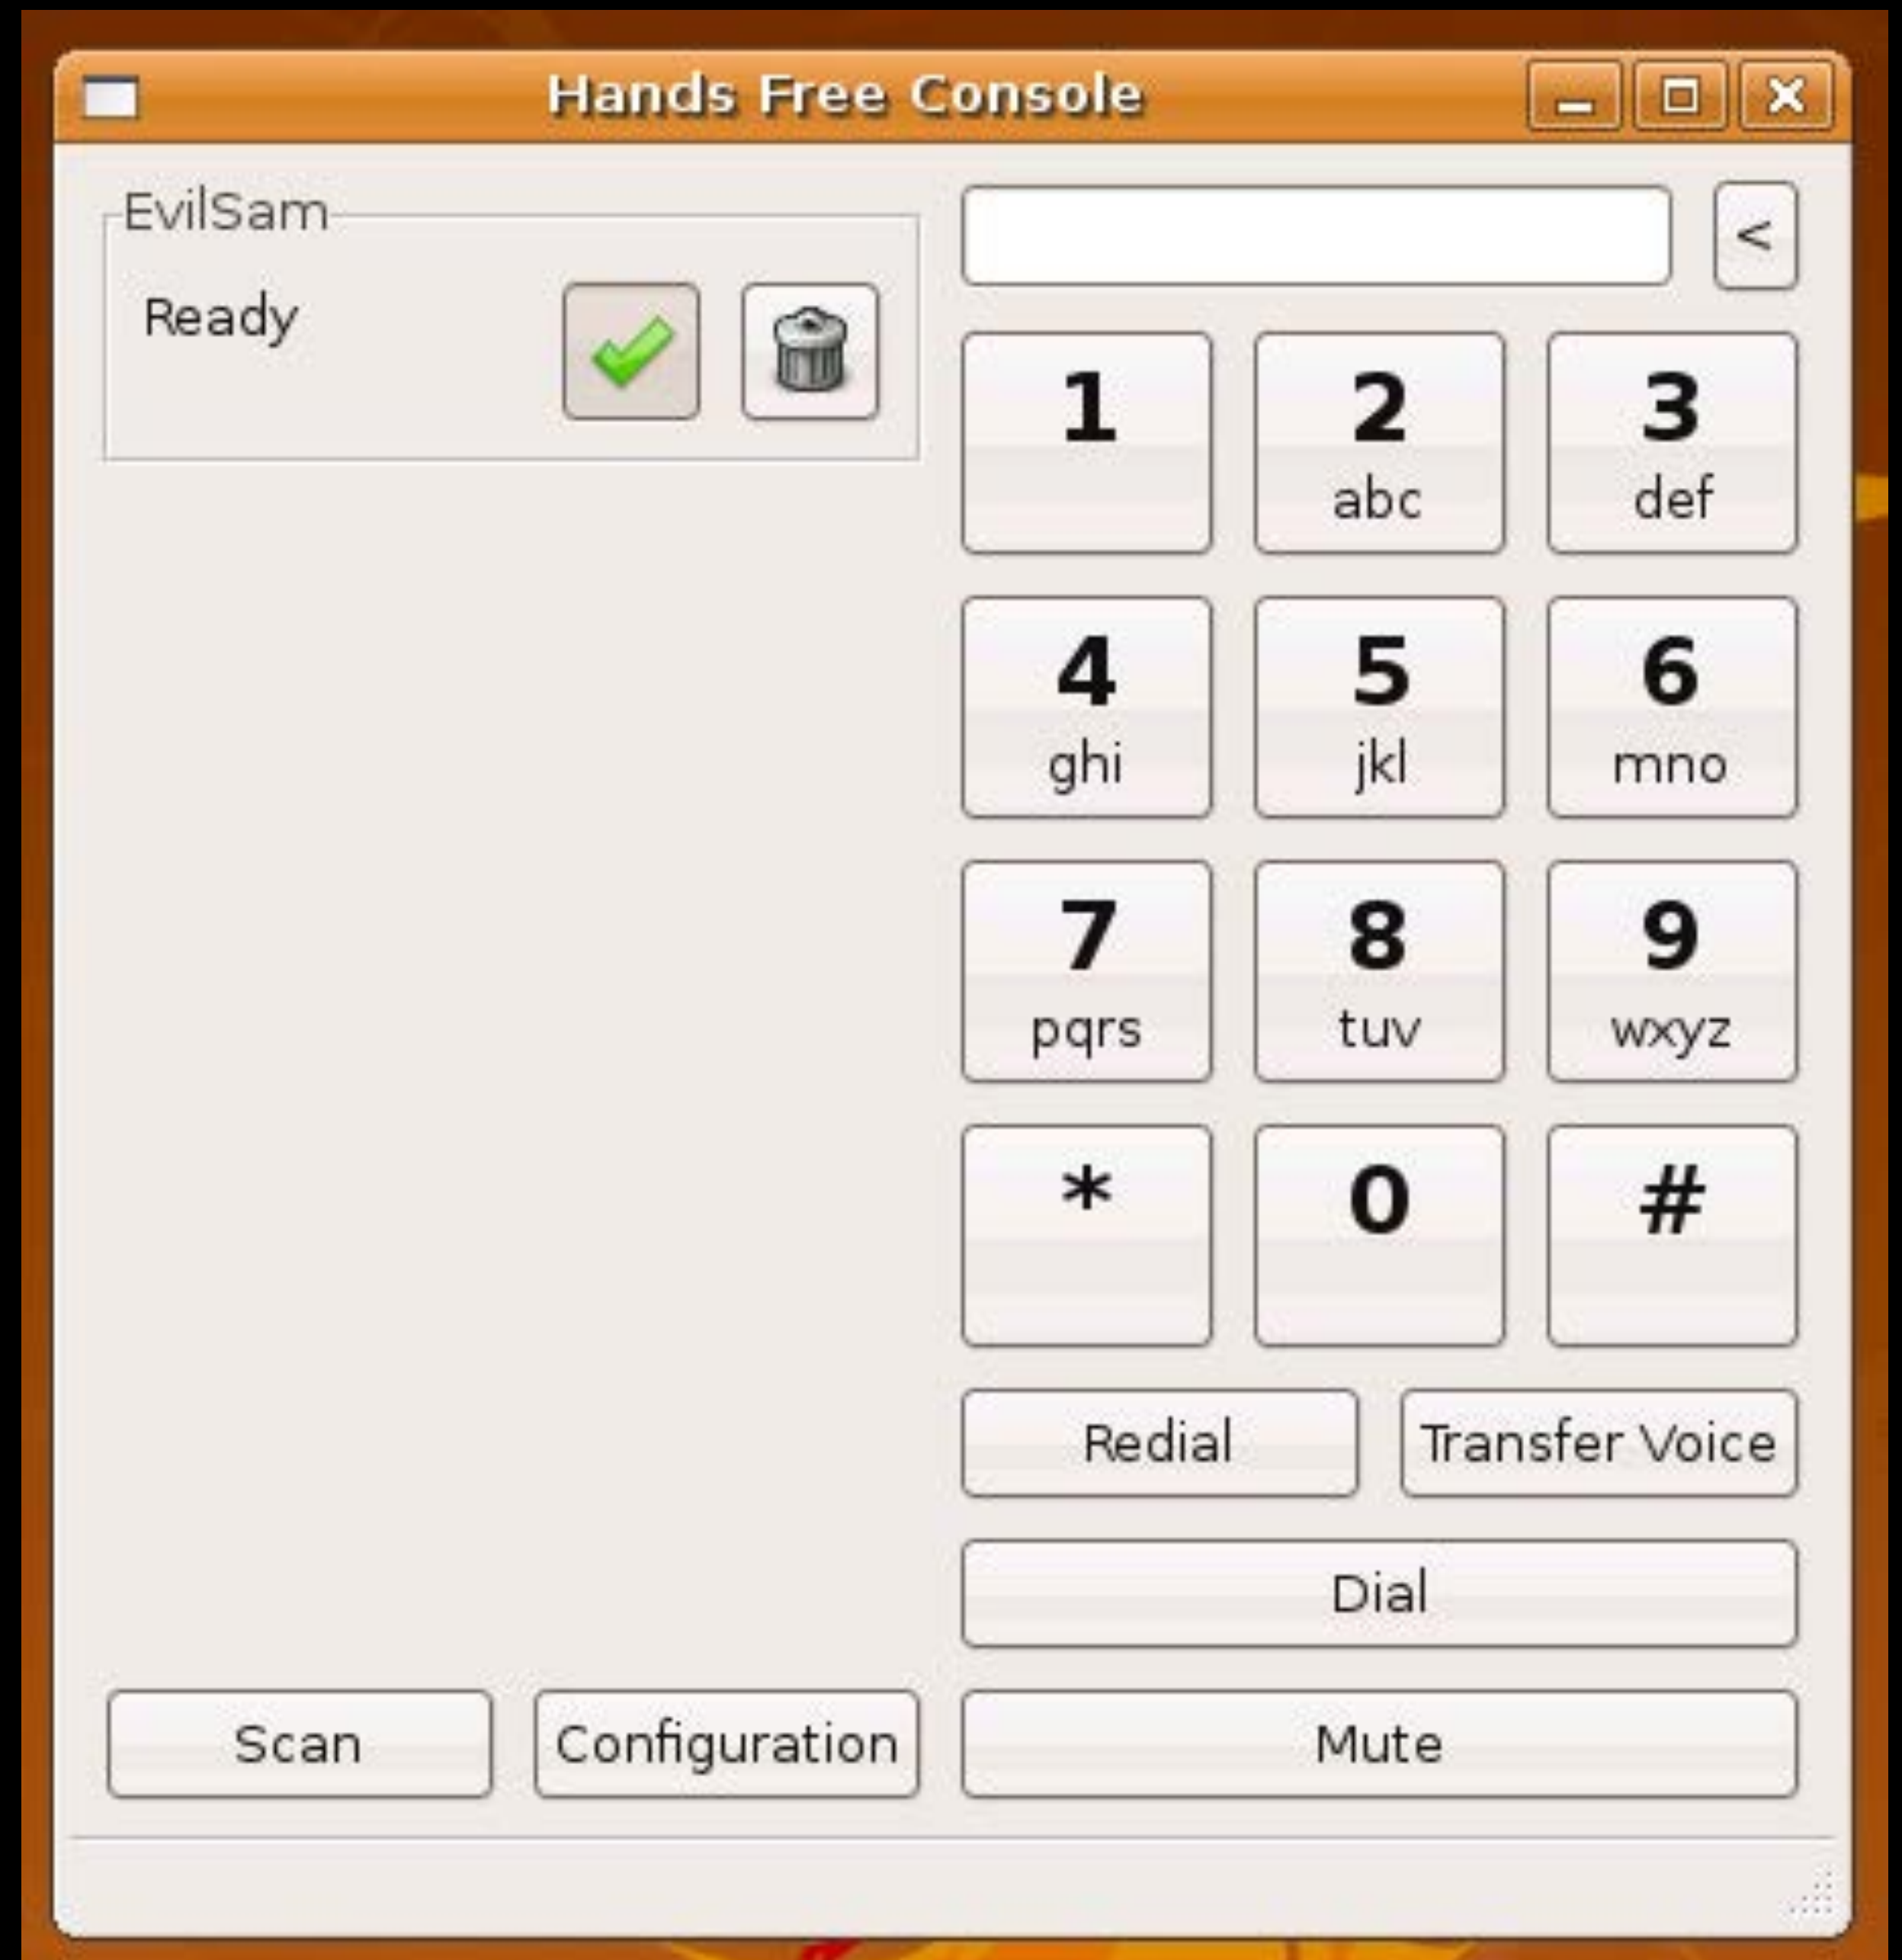 Hands Free Console
EvilSam
Ready
<
1
2
abc
3
def
4
ghi
5
jkl
6
mno
7
pqrs
8
tuv
9
wxyz
*
0
#
Redial
Transfer Voice
Dial
Scan
Configuration
Mute